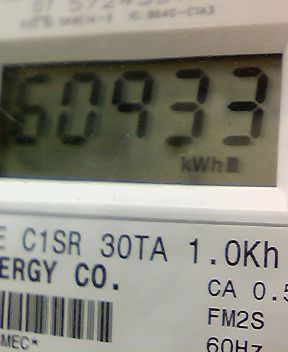 60933
kWh
E C1SR 30TA 1.0Kh
ERGY CO.
CA 0.5
FM2S
60Hz
MEC*